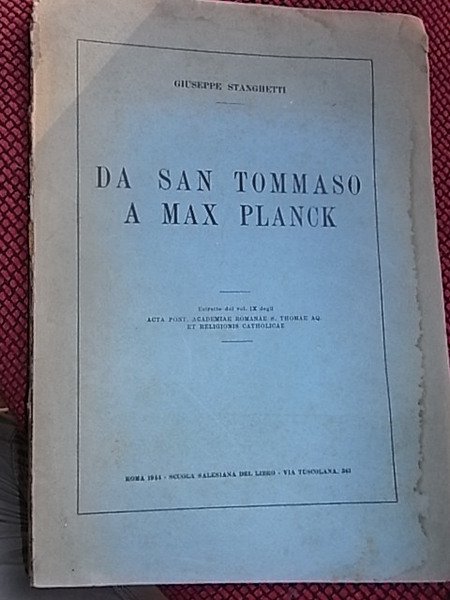 GIUSEPPE STANGHETTI
DA SAN TOMMASO
A MAX PLANCK
Estratto dal vol. IX degli
ACTA PONT. ACADEMIAE ROMANAE S. THOMAE AQ.
ET RELIGIONIS CATHOLICAE
ROMA 1944 - SCUOLA SALESIANA DEL LIBRO - VIA TUSCOLANA, 361